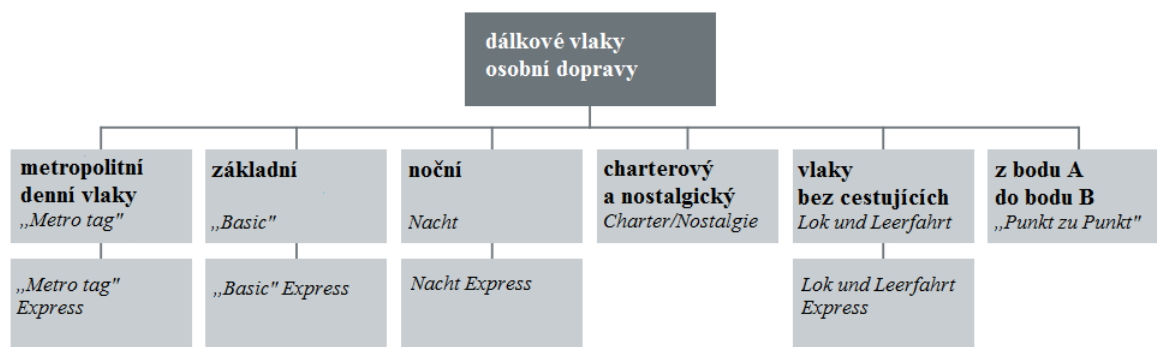 dálkové vlaky
osobní dopravy
metropolitní
denní vlaky
,,Metro tag"
základní
,,Basic"
noční
Nacht
charterový
a nostalgický
Charter/Nostalgie
vlaky
bez cestujících
Lok und Leerfahrt
z bodu A
do bodu B
,,Punkt zu Punkt"
,,Metro tag"
Express
,,Basic" Express
Nacht Express
Lok und Leerfahrt
Express